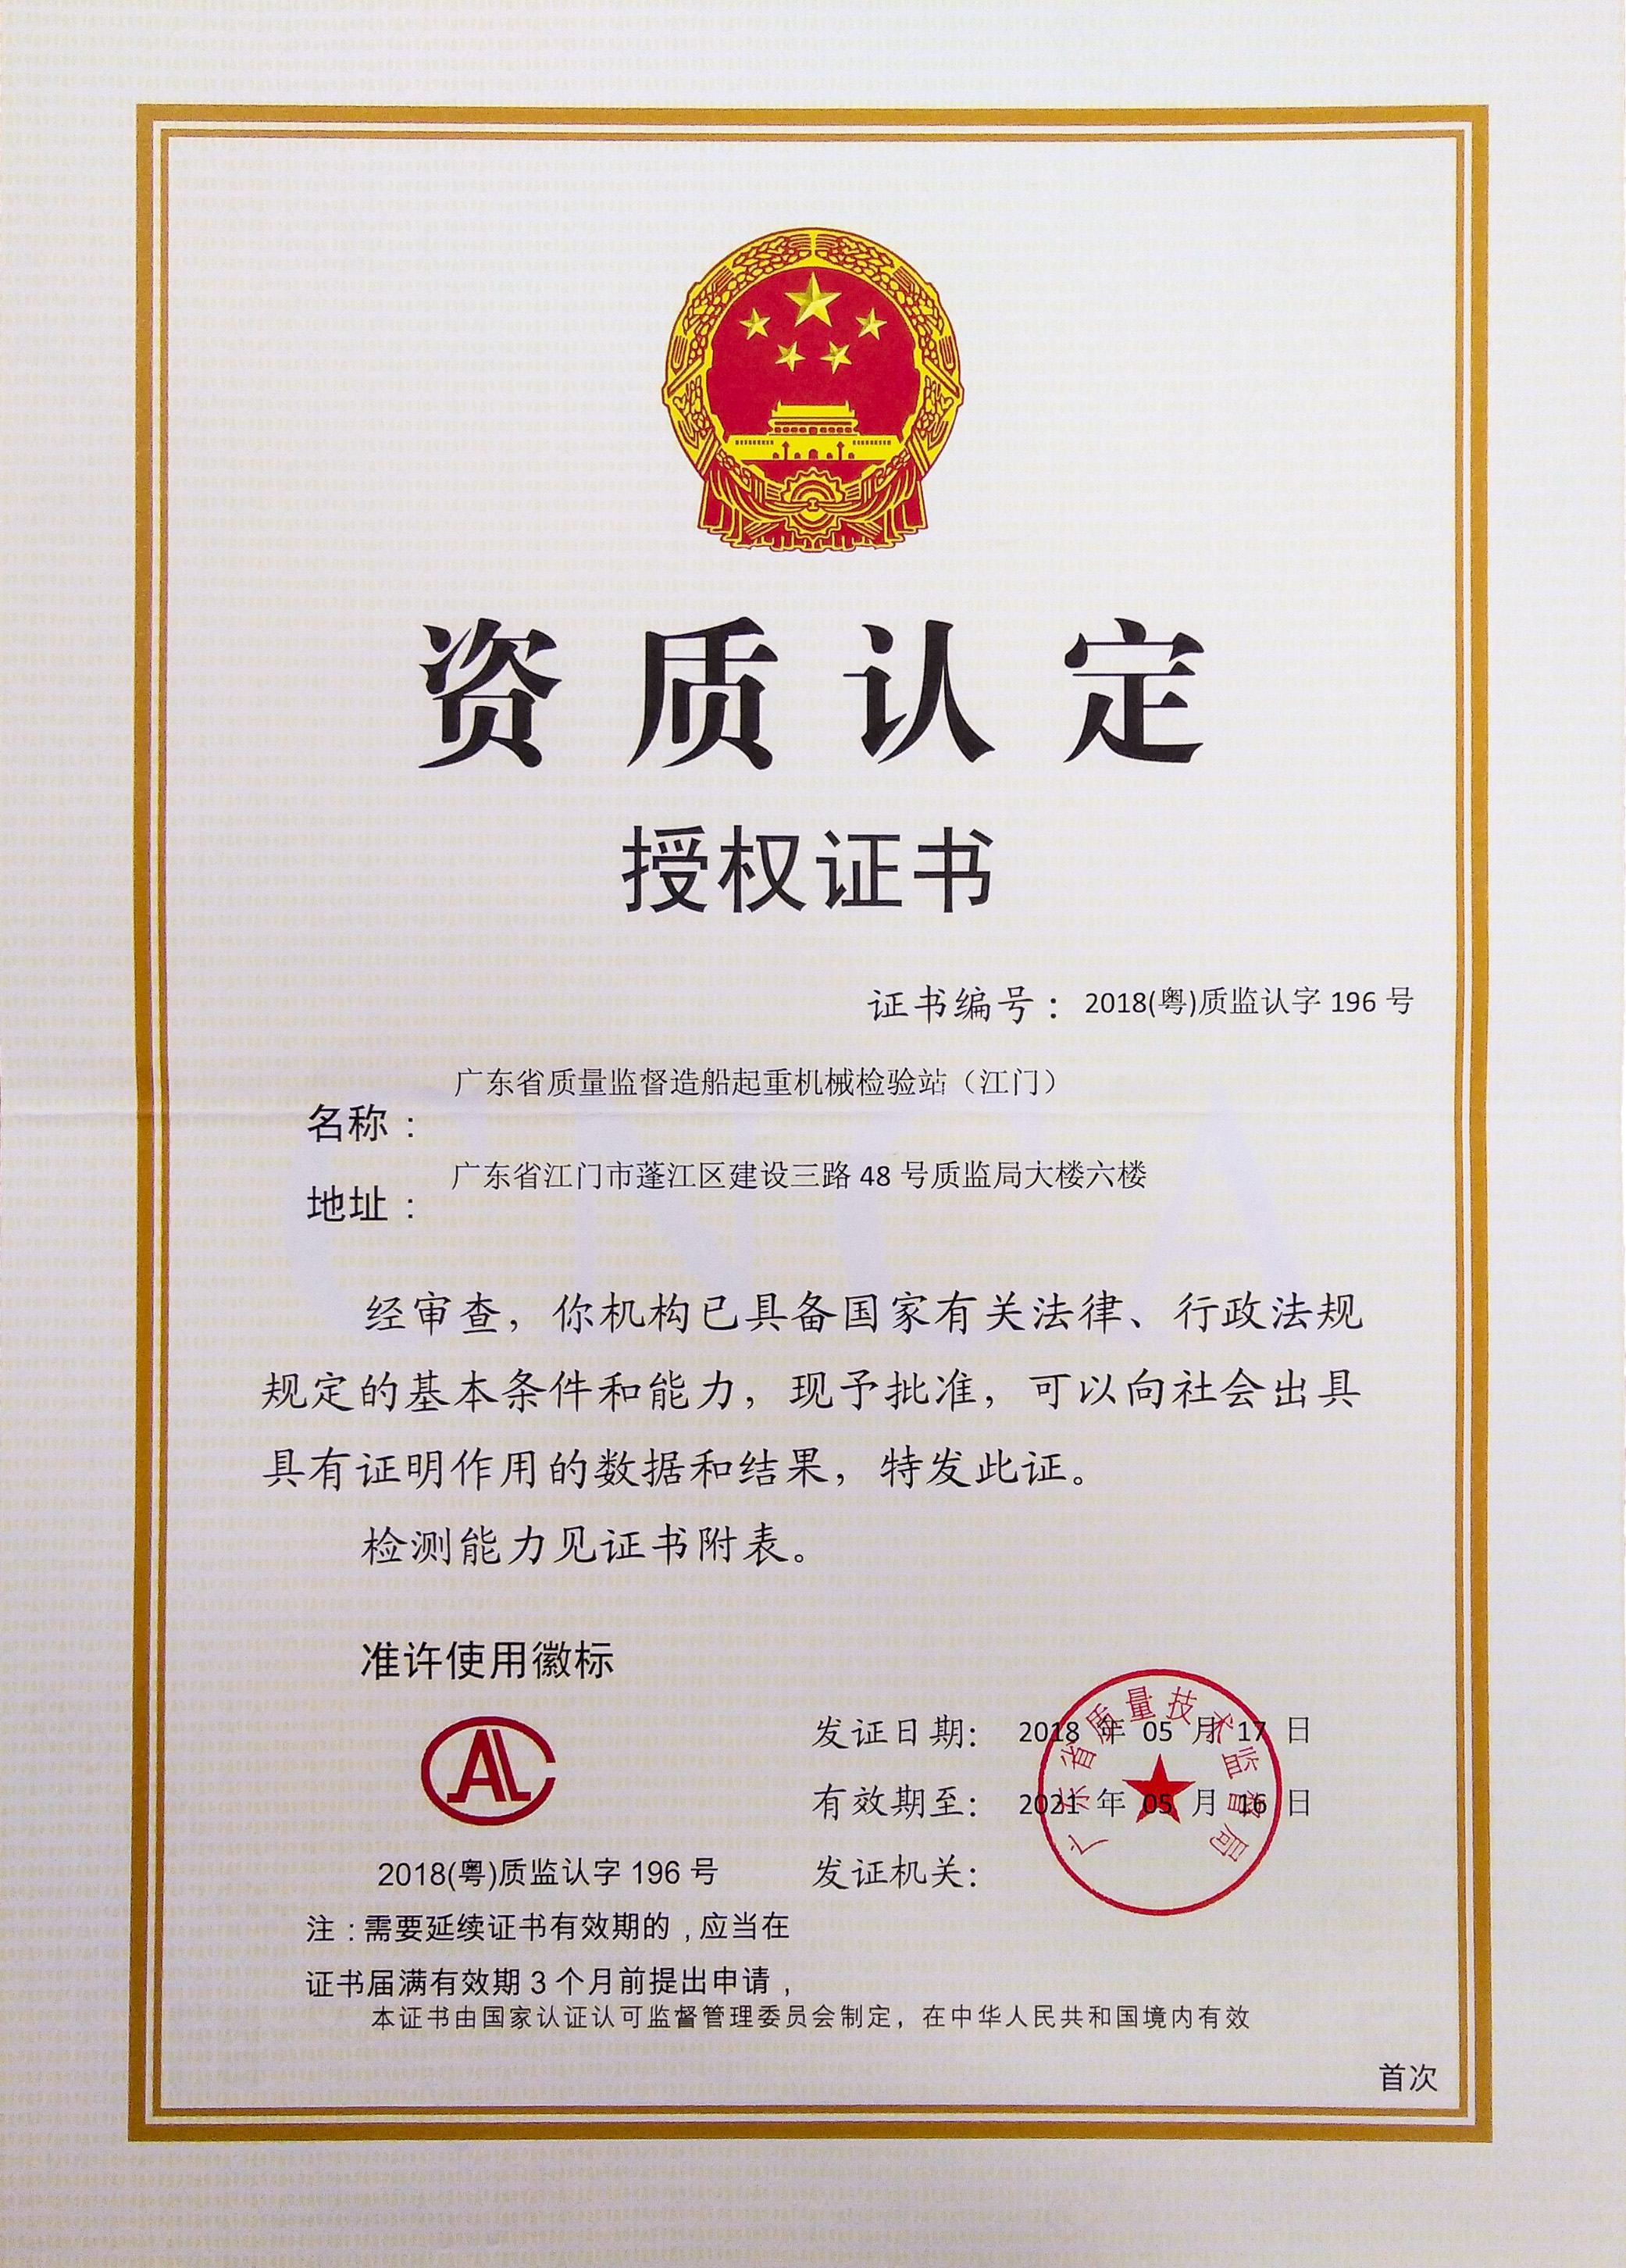 资质认定
授权证书
证书编号：2018(粤)质监认字 196 号
广东省质量监督造船起重机械检验站（江门）
名称：
广东省江门市蓬江区建设三路 48 号质监局大楼六楼
地址：
经审查，你机构已具备国家有关法律、行政法规
规定的基本条件和能力，现予批准，可以向社会出具
具有证明作用的数据和结果，特发此证。
检测能力见证书附表。
准许使用徽标
AL
2018(粤)质监认字 196 号
注：需要延续证书有效期的，应当在
证书届满有效期 3 个月前提出申请，
发证日期：2018 年 05 月 17 日
有效期至：2021 年 05 月 16 日
发证机关：
广东省质量技术监督局
本证书由国家认证认可监督管理委员会制定，在中华人民共和国境内有效
首次